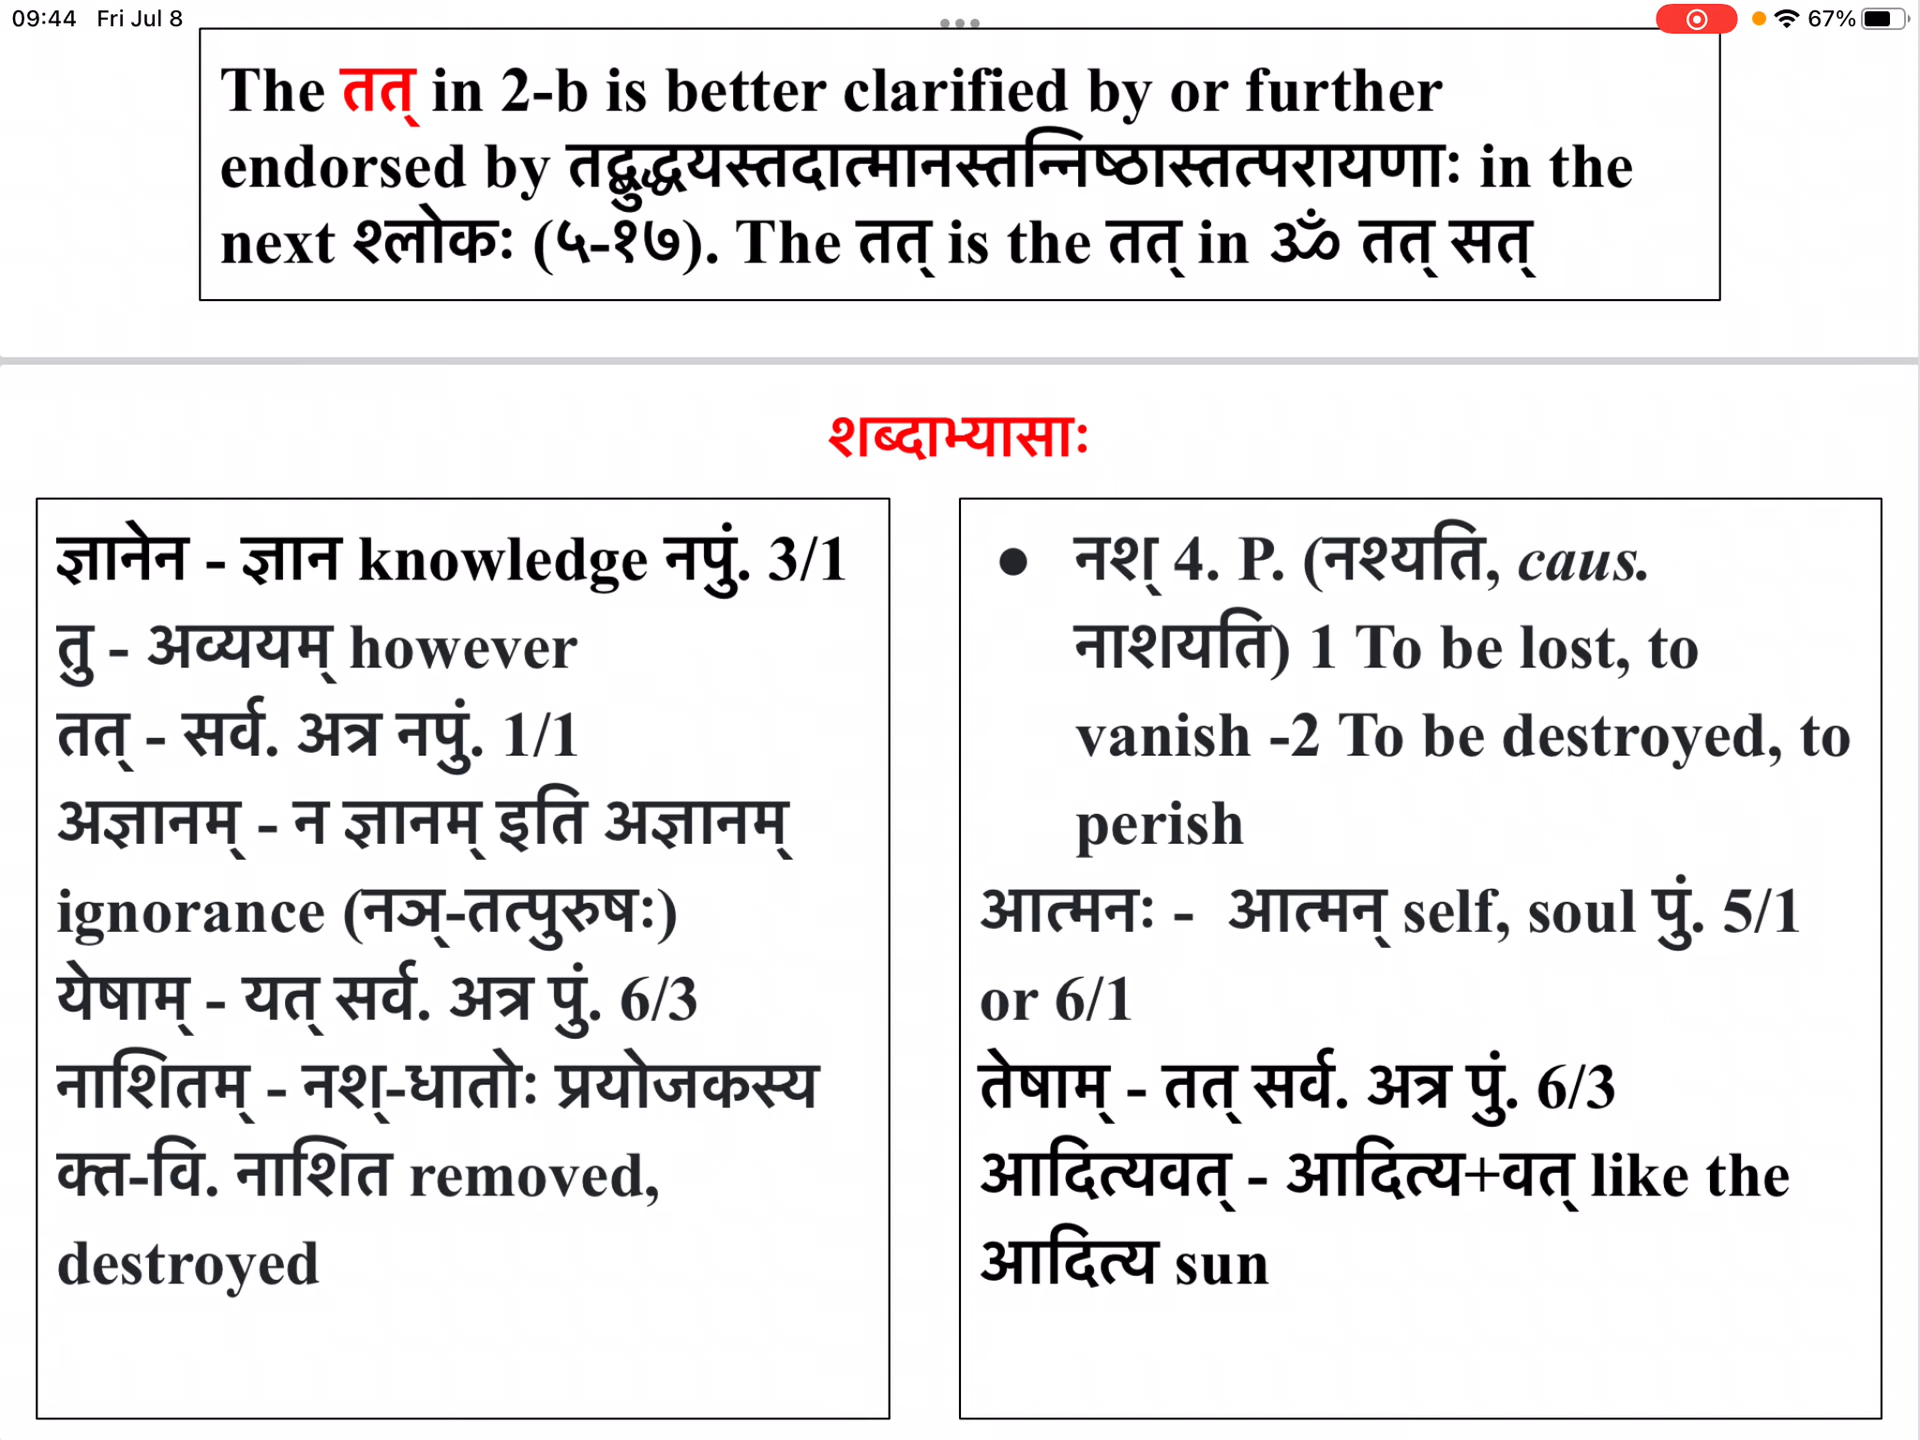 09:44 Fri Jul 8
67%
The तत् in 2-b is better clarified by or further
endorsed by तद्बुद्धयस्तदात्मानस्तन्निष्ठास्तत्परायणाः in the
next श्लोकः (५-१७). The तत् is the तत् in ॐ तत् सत्
शब्दाभ्यासाः
ज्ञानेन - ज्ञान knowledge नपुं. 3/1
तु - अव्ययम् however
तत् - सर्व. अत्र नपुं. 1/1
अज्ञानम् - न ज्ञानम् इति अज्ञानम्
ignorance (नञ्-तत्पुरुषः)
येषाम् - यत् सर्व. अत्र पुं. 6/3
नाशितम् - नश्-धातोः प्रयोजकस्य
क्त-वि. नाशित removed,
destroyed
● नश् 4. P. (नश्यति, caus.
नाशयति) 1 To be lost, to
vanish -2 To be destroyed, to
perish
आत्मनः - आत्मन् self, soul पुं. 5/1
or 6/1
तेषाम् - तत् सर्व. अत्र पुं. 6/3
आदित्यवत् - आदित्य+वत् like the
आदित्य sun